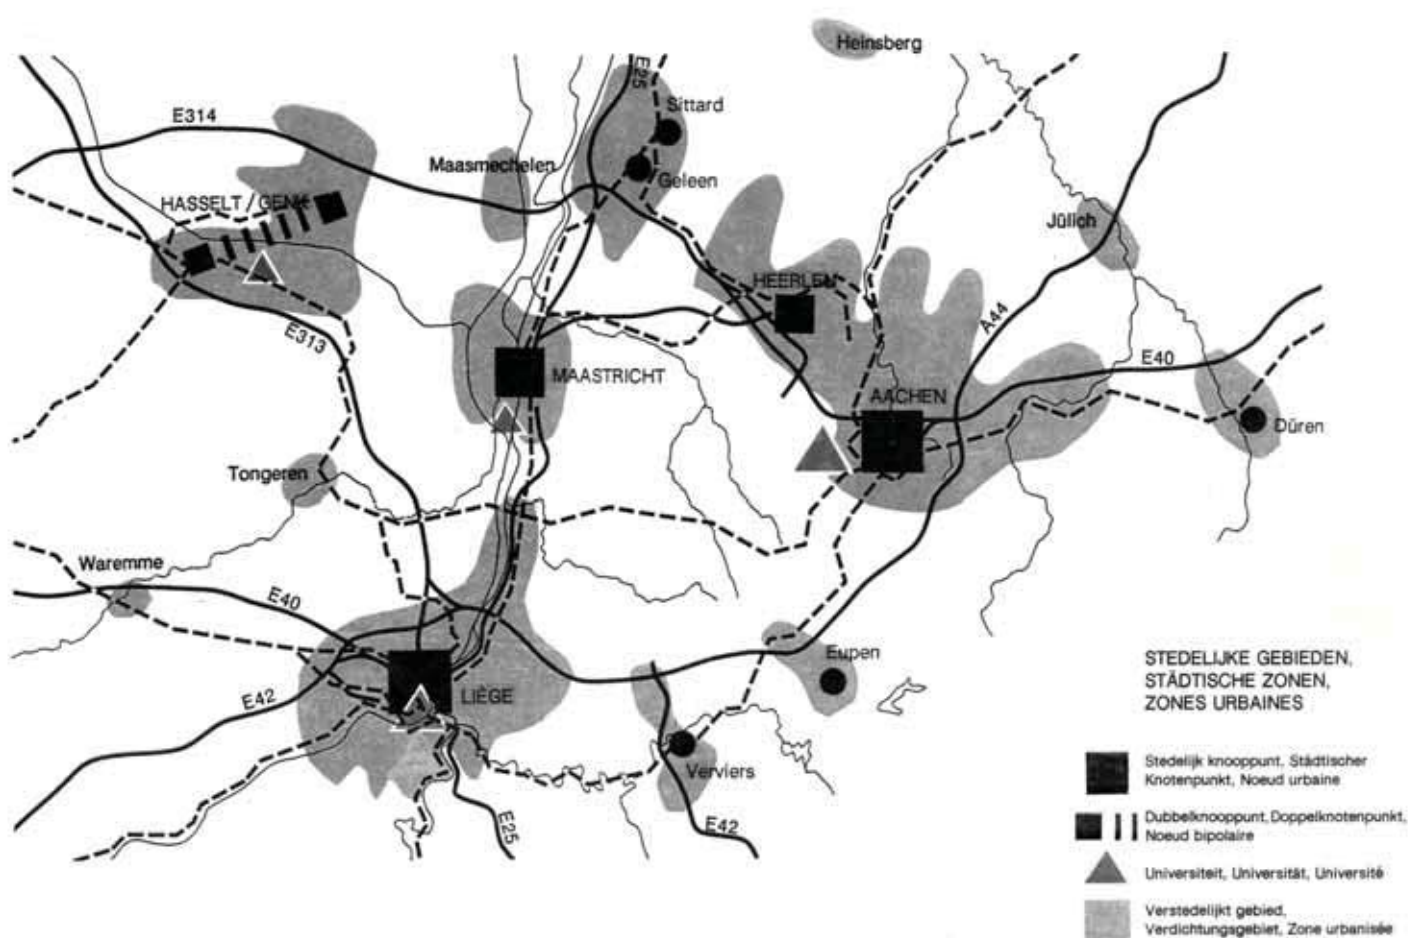 Heinsberg
E25
Sittard
E314
Maasmechelen
Geleen
HASSELT / GENK
Jülich
HEERLEN
E313
A44
E40
MAASTRICHT
AACHEN
Düren
Tongeren
Waremme
E40
Eupen
LIÈGE
E42
Verviers
E25
E42
STEDELIJKE GEBIEDEN,
STÄDTISCHE ZONEN,
ZONES URBAINES
Stedelijk knooppunt, Städtischer
Knotenpunkt, Noeud urbaine
Dubbelknooppunt, Doppelknotenpunkt,
Noeud bipolaire
Universiteit, Universität, Université
Verstedelijkt gebied,
Verdichtungsgebiet, Zone urbanisée